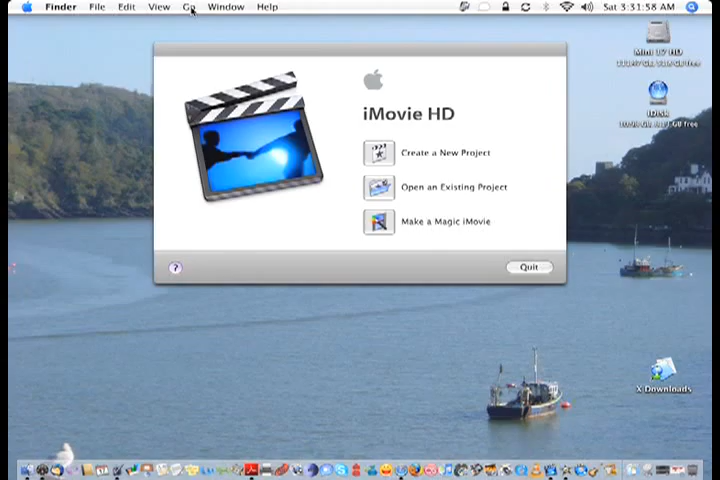 Finder File Edit View Go Window Help Sat 3:31:58 AM
iMovie HD
Create a New Project
Open an Existing Project
Make a Magic iMovie
? Quit
Mini 17 HD
iDisk
X Downloads